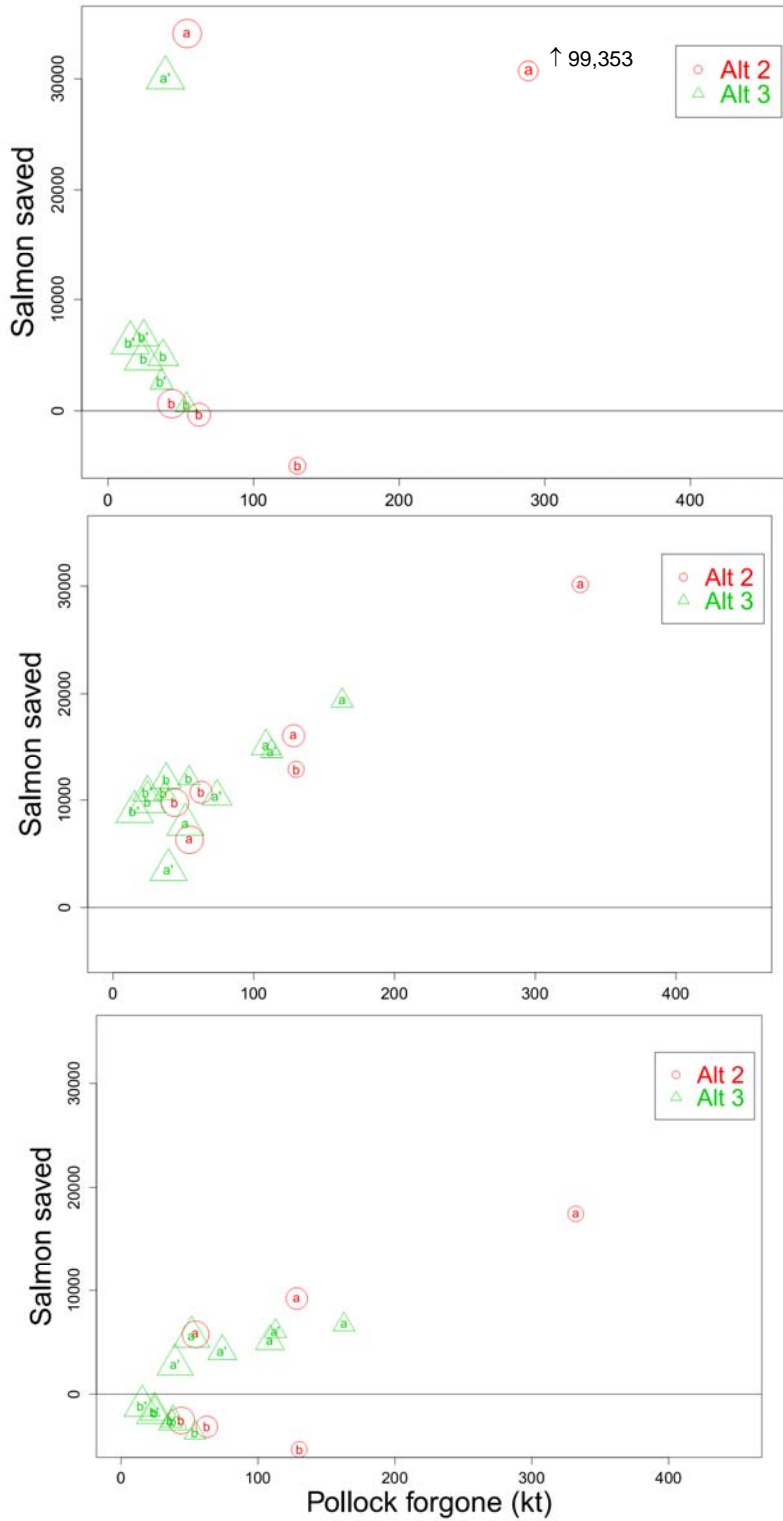 Salmon saved
30000
20000
10000
0
a
a'
a
↑ 99,353
Alt 2
Alt 3
b'
b'
b
b
b'
b
b
b
b
0 100 200 300 400
Salmon saved
30000
20000
10000
0
Alt 2
Alt 3
a
a
a
a
a'
b
b
b
b
b'
b
b
b
b'
a'
a
a
a'
0 100 200 300 400
Salmon saved
30000
20000
10000
0
Alt 2
Alt 3
a
a
a
a
a
a'
a
a'
a'
b'
b
b
b
b
b
0 100 200 300 400
Pollock forgone (kt)